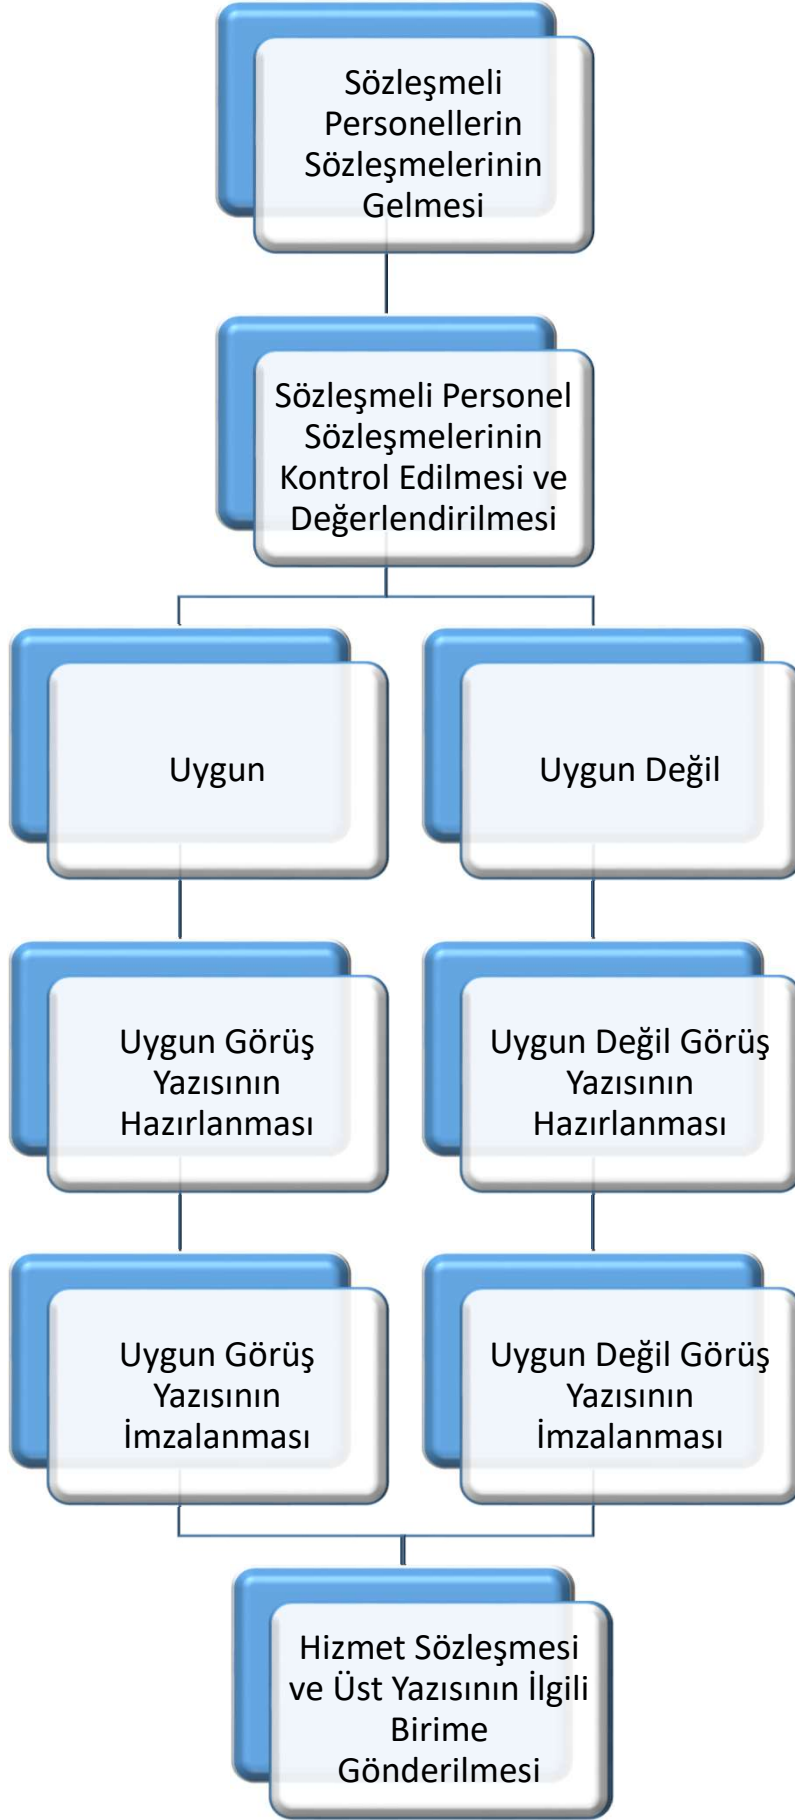 Sözleşmeli
Personellerin
Sözleşmelerinin
Gelmesi
Sözleşmeli Personel
Sözleşmelerinin
Kontrol Edilmesi ve
Değerlendirilmesi
Uygun
Uygun Değil
Uygun Görüş
Yazısının
Hazırlanması
Uygun Değil Görüş
Yazısının
Hazırlanması
Uygun Görüş
Yazısının
İmzalanması
Uygun Değil Görüş
Yazısının
İmzalanması
Hizmet Sözleşmesi
ve Üst Yazısının İlgili
Birime
Gönderilmesi